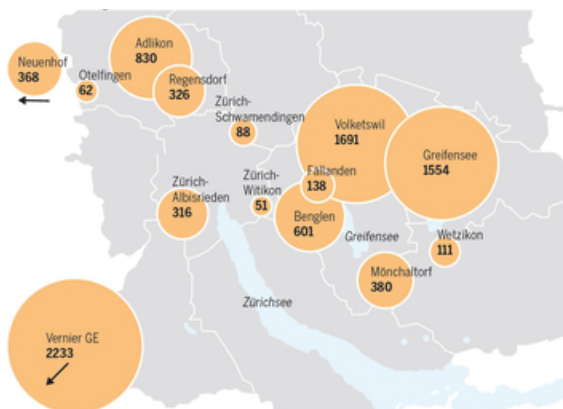 Neuenhof
368
Otelfingen
62
Adlikon
830
Regensdorf
326
Zürich-
Schwamendingen
88
Volketswil
1691
Greifensee
1554
Fällanden
138
Zürich-
Witikon
51
Zürich-
Albisrieden
316
Benglen
601
Greifensee
Wetzikon
111
Mönchaltorf
380
Zürichsee
Vernier GE
2233